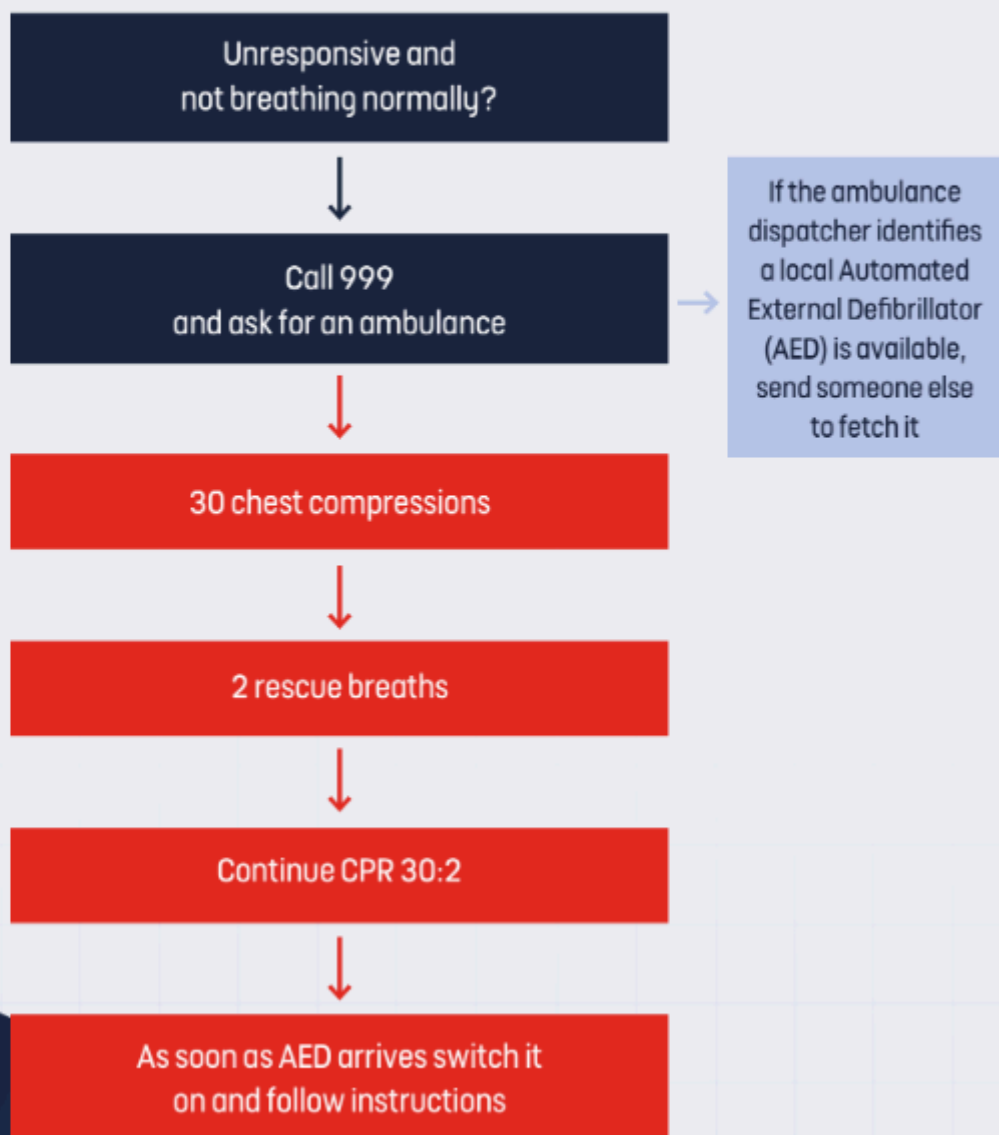 Unresponsive and
not breathing normally?
Call 999
and ask for an ambulance
If the ambulance
dispatcher identifies
a local Automated
External Defibrillator
(AED) is available,
send someone else
to fetch it
30 chest compressions
2 rescue breaths
Continue CPR 30:2
As soon as AED arrives switch it
on and follow instructions